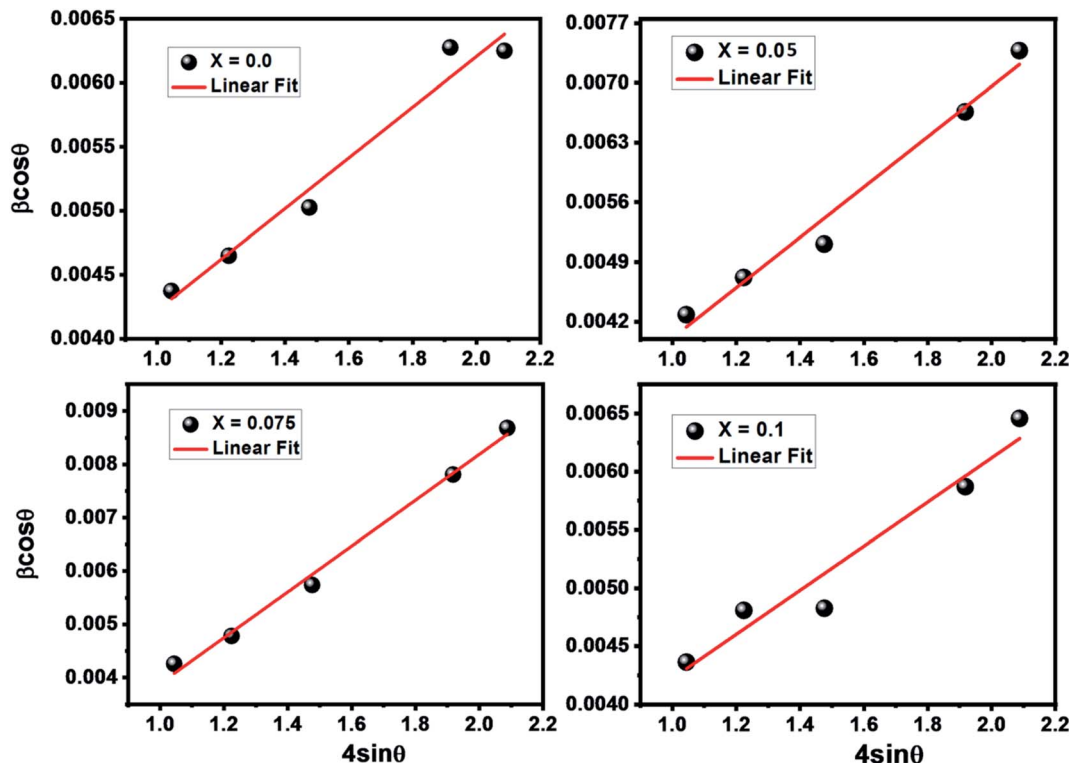 X = 0.0
Linear Fit
0.0065
0.0060
0.0055
0.0050
0.0045
0.0040
βcosθ
1.0 1.2 1.4 1.6 1.8 2.0 2.2
X = 0.05
Linear Fit
0.0077
0.0070
0.0063
0.0056
0.0049
0.0042
1.0 1.2 1.4 1.6 1.8 2.0 2.2
X = 0.075
Linear Fit
0.009
0.008
0.007
0.006
0.005
0.004
βcosθ
1.0 1.2 1.4 1.6 1.8 2.0 2.2
4sinθ
X = 0.1
Linear Fit
0.0065
0.0060
0.0055
0.0050
0.0045
0.0040
1.0 1.2 1.4 1.6 1.8 2.0 2.2
4sinθ